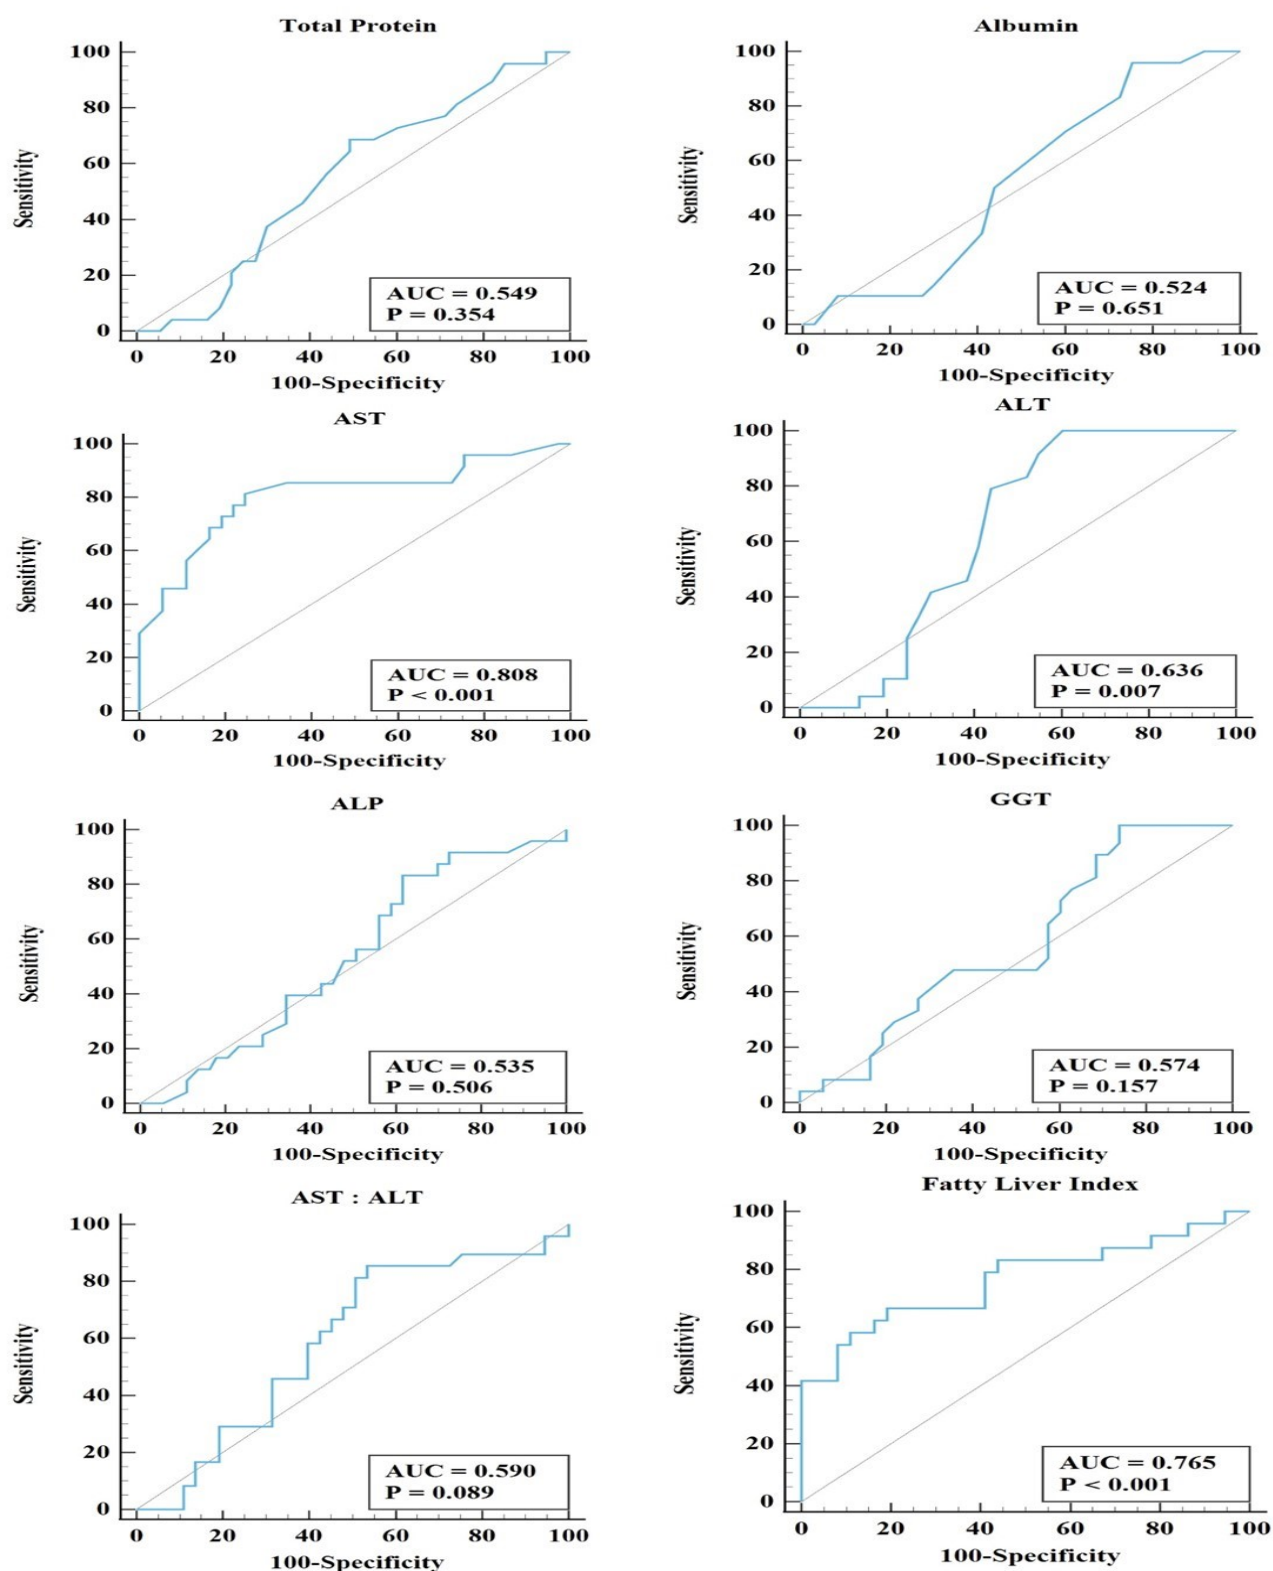 Total Protein
100
80
60
40
20
0
Sensitivity
AUC = 0.549
P = 0.354
0 20 40 60 80 100
100-Specificity
Albumin
100
80
60
40
20
0
Sensitivity
AUC = 0.524
P = 0.651
0 20 40 60 80 100
100-Specificity
AST
100
80
60
40
20
0
Sensitivity
AUC = 0.808
P < 0.001
0 20 40 60 80 100
100-Specificity
ALT
100
80
60
40
20
0
Sensitivity
AUC = 0.636
P = 0.007
0 20 40 60 80 100
100-Specificity
ALP
100
80
60
40
20
0
Sensitivity
AUC = 0.535
P = 0.506
0 20 40 60 80 100
100-Specificity
GGT
100
80
60
40
20
0
Sensitivity
AUC = 0.574
P = 0.157
0 20 40 60 80 100
100-Specificity
AST : ALT
100
80
60
40
20
0
Sensitivity
AUC = 0.590
P = 0.089
0 20 40 60 80 100
100-Specificity
Fatty Liver Index
100
80
60
40
20
0
Sensitivity
AUC = 0.765
P < 0.001
0 20 40 60 80 100
100-Specificity